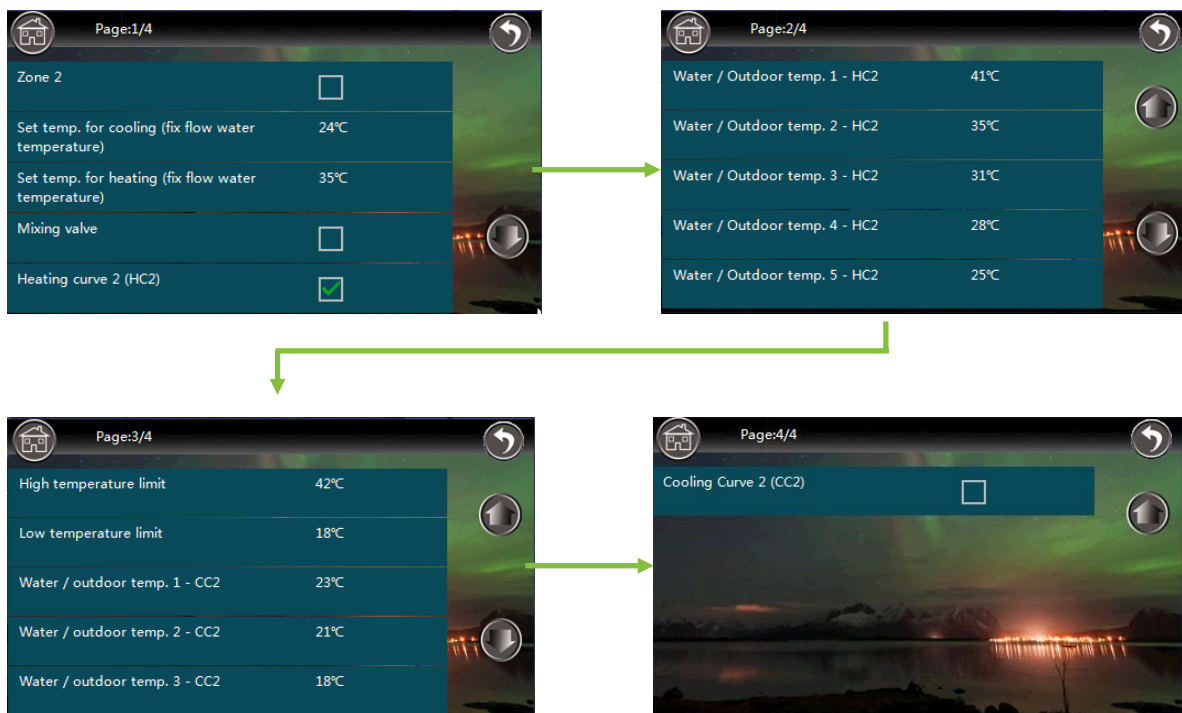 Page:1/4
Zone 2
Set temp. for cooling (fix flow water
temperature)
24℃
Set temp. for heating (fix flow water
temperature)
35℃
Mixing valve
Heating curve 2 (HC2)
Page:2/4
Water / Outdoor temp. 1 - HC2
41℃
Water / Outdoor temp. 2 - HC2
35℃
Water / Outdoor temp. 3 - HC2
31℃
Water / Outdoor temp. 4 - HC2
28℃
Water / Outdoor temp. 5 - HC2
25℃
Page:3/4
High temperature limit
42℃
Low temperature limit
18℃
Water / outdoor temp. 1 - CC2
23℃
Water / outdoor temp. 2 - CC2
21℃
Water / outdoor temp. 3 - CC2
18℃
Page:4/4
Cooling Curve 2 (CC2)